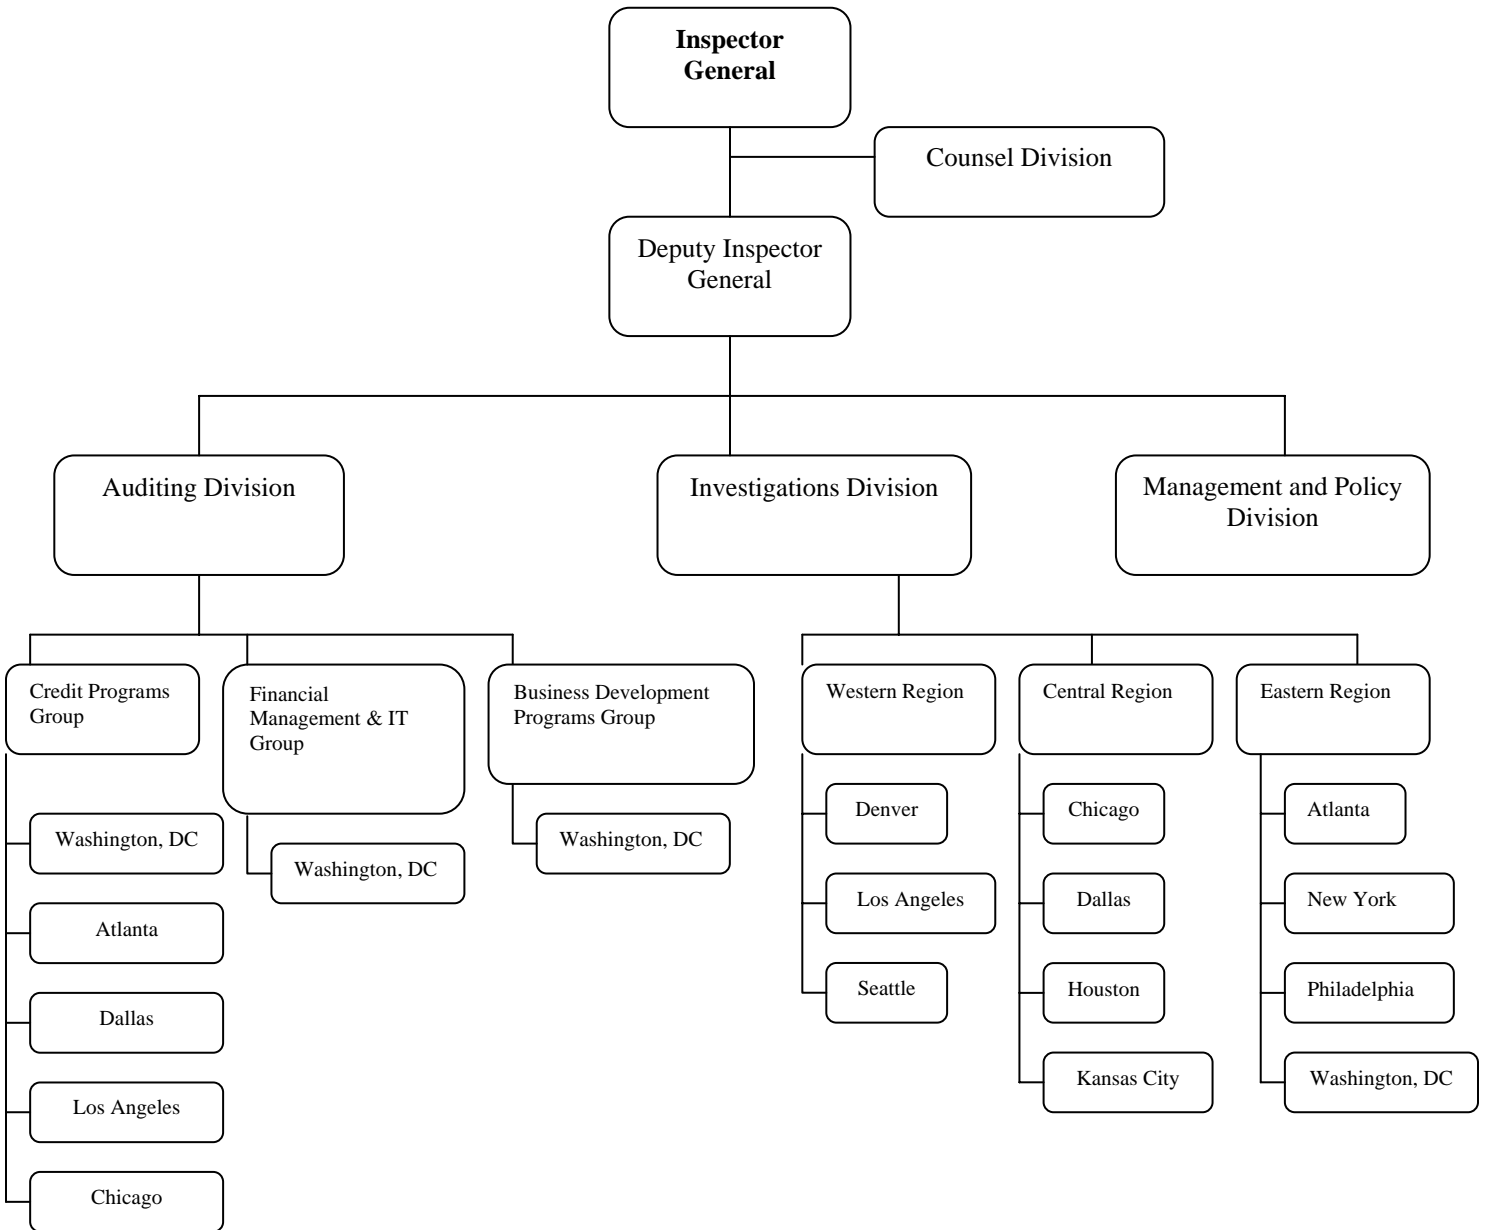 Inspector
General
Counsel Division
Deputy Inspector
General
Auditing Division
Investigations Division
Management and Policy
Division
Credit Programs
Group
Financial
Management & IT
Group
Business Development
Programs Group
Western Region
Central Region
Eastern Region
Washington, DC
Atlanta
Dallas
Los Angeles
Chicago
Washington, DC
Washington, DC
Denver
Los Angeles
Seattle
Chicago
Dallas
Houston
Kansas City
Atlanta
New York
Philadelphia
Washington, DC